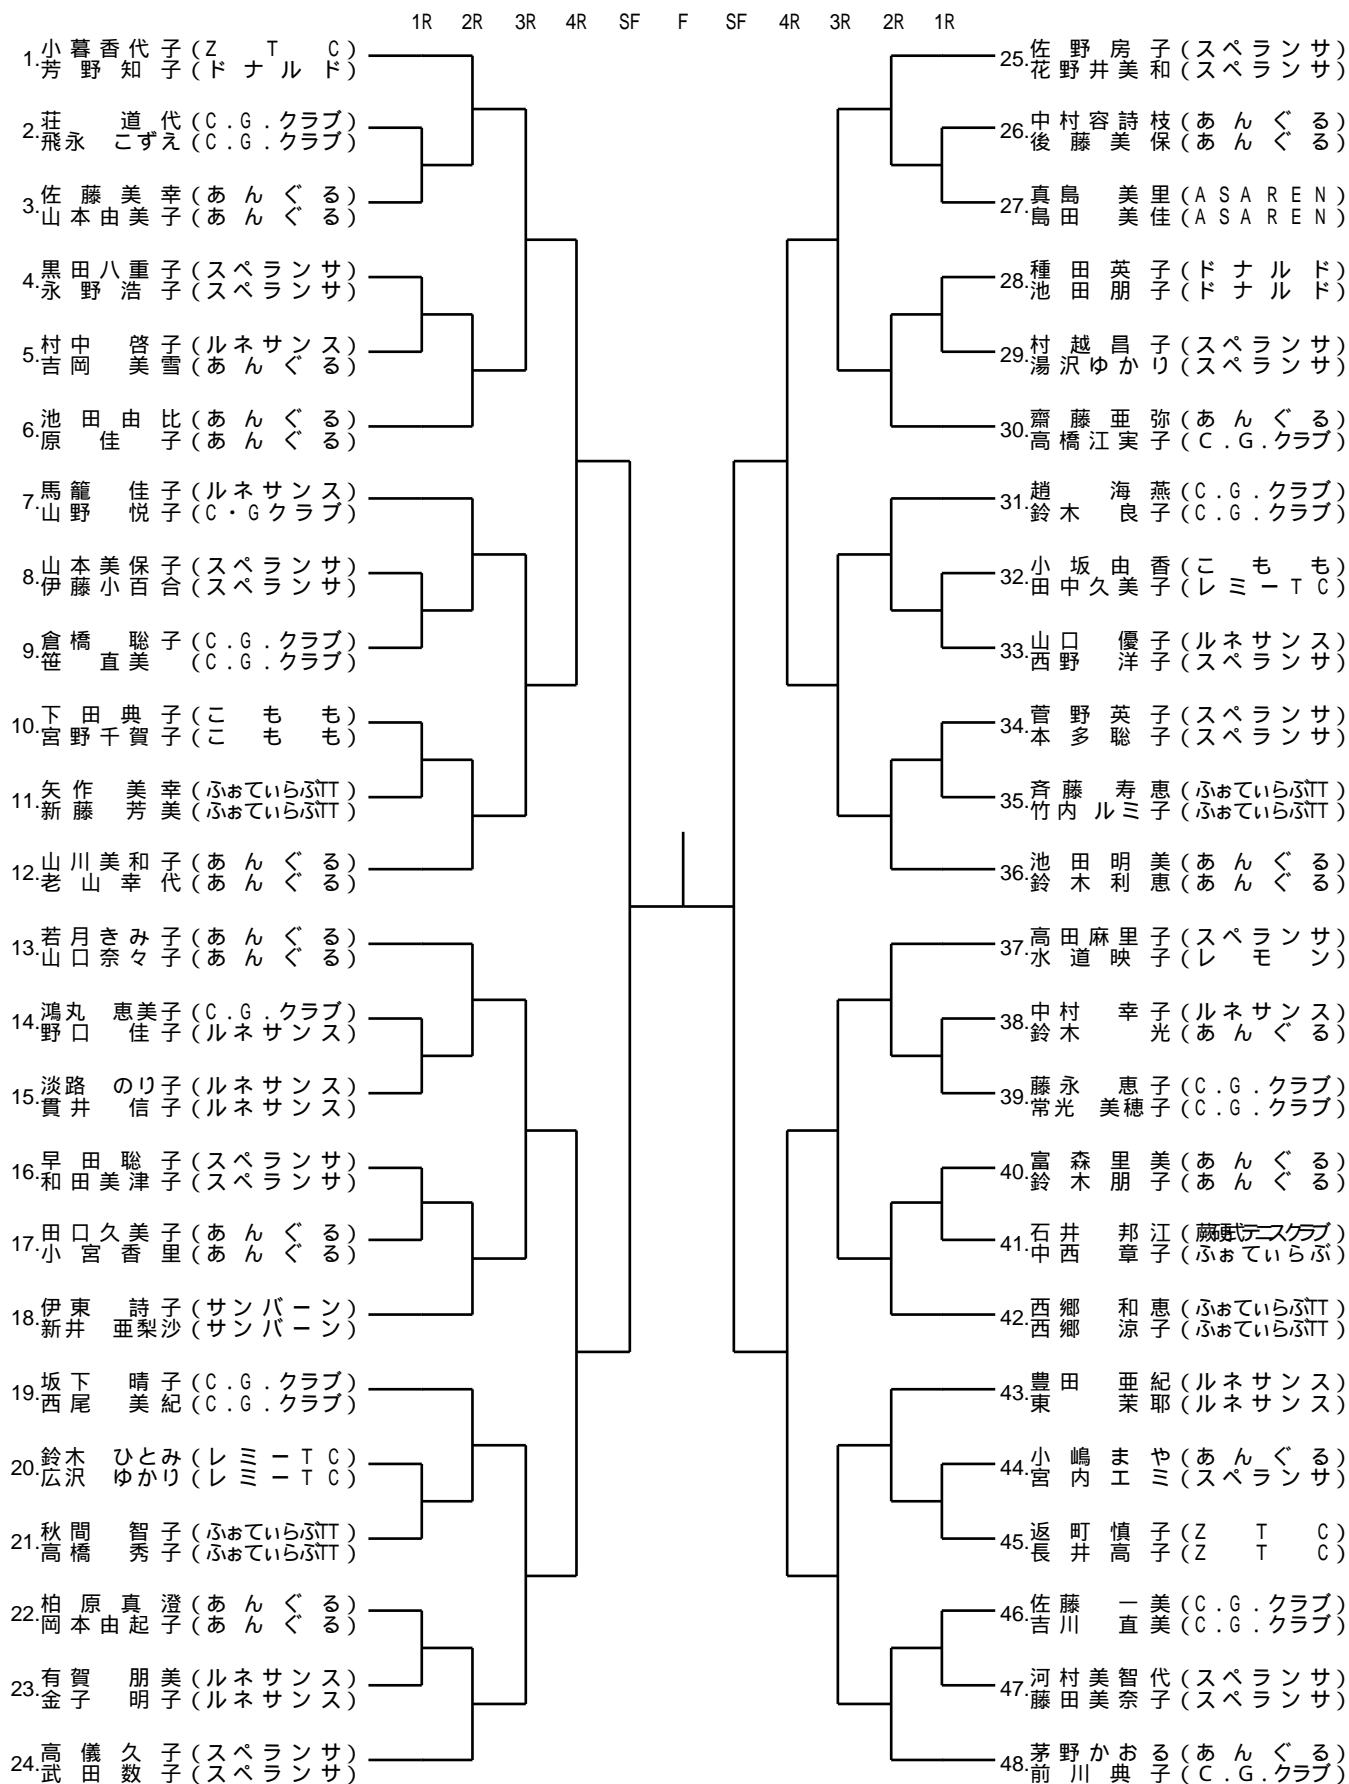 1R 2R 3R 4R SF F SF 4R 3R 2R 1R
1. 小暮香代子(Z T C)
芳野知子(ドナルド)
2. 荘 道代(C.G.クラブ)
飛永 こずえ(C.G.クラブ)
3. 佐藤美幸(あんぐる)
山本由美子(あんぐる)
4. 黒田八重子(スペランサ)
永野浩子(スペランサ)
5. 村中 啓子(ルネサンス)
吉岡 美雪(あんぐる)
6. 池田由比(あんぐる)
原佳子(あんぐる)
7. 馬籠 佳子(ルネサンス)
山野 悦子(C・Gクラブ)
8. 山本美保子(スペランサ)
伊藤小百合(スペランサ)
9. 倉橋 聡子(C.G.クラブ)
笹 直美(C.G.クラブ)
10. 下田典子(こもも)
宮野千賀子(こもも)
11. 矢作 美幸(ふぉてぃらぶTT)
新藤 芳美(ふぉてぃらぶTT)
12. 山川美和子(あんぐる)
老山幸代(あんぐる)
13. 若月きみ子(あんぐる)
山口奈々子(あんぐる)
14. 鴻丸 恵美子(C.G.クラブ)
野口 佳子(ルネサンス)
15. 淡路 のり子(ルネサンス)
貫井 信子(ルネサンス)
16. 早田聡子(スペランサ)
和田美津子(スペランサ)
17. 田口久美子(あんぐる)
小宮香里(あんぐる)
18. 伊東 詩子(サンバーン)
新井 亜梨沙(サンバーン)
19. 坂下 晴子(C.G.クラブ)
西尾 美紀(C.G.クラブ)
20. 鈴木 ひとみ(レミーTC)
広沢 ゆかり(レミーTC)
21. 秋間 智子(ふぉてぃらぶTT)
高橋 秀子(ふぉてぃらぶTT)
22. 柏原真澄(あんぐる)
岡本由起子(あんぐる)
23. 有賀 朋美(ルネサンス)
金子 明子(ルネサンス)
24. 高儀久子(スペランサ)
武田数子(スペランサ)
25. 佐野房子(スペランサ)
花野井美和(スペランサ)
26. 中村容詩枝(あんぐる)
後藤美保(あんぐる)
27. 真島 美里(ASAREN)
島田 美佳(ASAREN)
28. 種田英子(ドナルド)
池田朋子(ドナルド)
29. 村越昌子(スペランサ)
湯沢ゆかり(スペランサ)
30. 齋藤亜弥(あんぐる)
高橋江実子(C.G.クラブ)
31. 趙 海燕(C.G.クラブ)
鈴木 良子(C.G.クラブ)
32. 小坂由香(こもも)
田中久美子(レミーTC)
33. 山口 優子(ルネサンス)
西野 洋子(スペランサ)
34. 菅野英子(スペランサ)
本多聡子(スペランサ)
35. 斉藤 寿恵(ふぉてぃらぶTT)
竹内 ルミ子(ふぉてぃらぶTT)
36. 池田明美(あんぐる)
鈴木利恵(あんぐる)
37. 高田麻里子(スペランサ)
水道映子(レモン)
38. 中村 幸子(ルネサンス)
鈴木 光(あんぐる)
39. 藤永 恵子(C.G.クラブ)
常光 美穂子(C.G.クラブ)
40. 富森里美(あんぐる)
鈴木朋子(あんぐる)
41. 石井 邦江(蕨硬式テニスクラブ)
中西 章子(ふぉてぃらぶ)
42. 西郷 和恵(ふぉてぃらぶTT)
西郷 涼子(ふぉてぃらぶTT)
43. 豊田 亜紀(ルネサンス)
東 茉耶(ルネサンス)
44. 小嶋まや(あんぐる)
宮内エミ(スペランサ)
45. 返町慎子(Z T C)
長井高子(Z T C)
46. 佐藤 一美(C.G.クラブ)
吉川 直美(C.G.クラブ)
47. 河村美智代(スペランサ)
藤田美奈子(スペランサ)
48. 茅野かおる(あんぐる)
前川典子(C.G.クラブ)